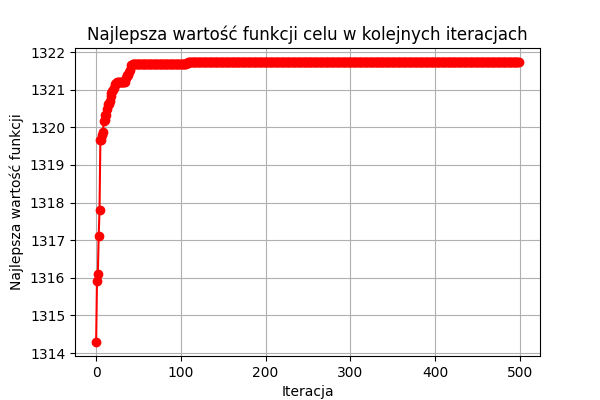 Najlepsza wartość funkcji celu w kolejnych iteracjach
Najlepsza wartość funkcji
1322
1321
1320
1319
1318
1317
1316
1315
1314
0 100 200 300 400 500
Iteracja